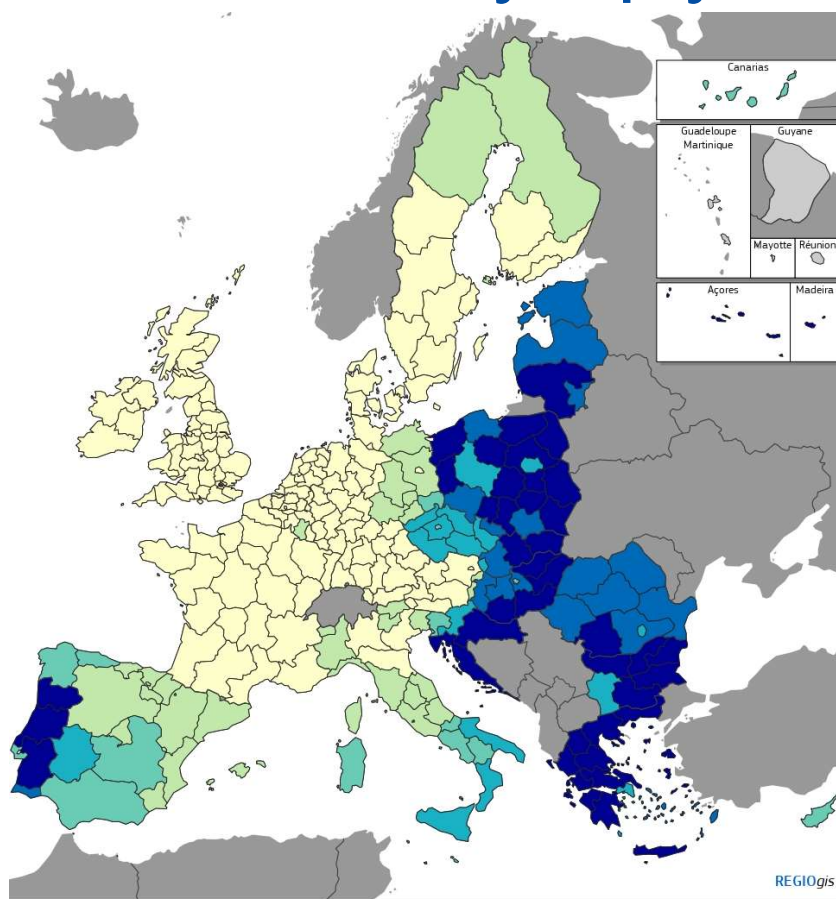 Canarias
Guadeloupe
Martinique
Guyane
Mayotte
Réunion
Açores
Madeira
REGIOgis